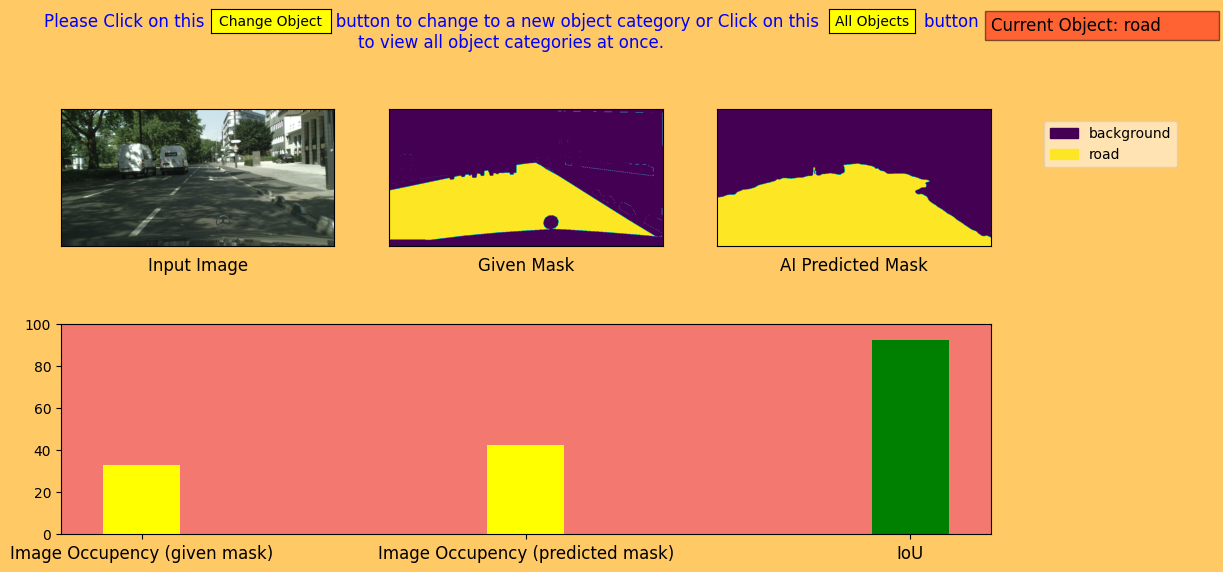 Please Click on this Change Object button to change to a new object category or Click on this All Objects button
to view all object categories at once.
Current Object: road
background
road
Input Image
Given Mask
AI Predicted Mask
100
80
60
40
20
0
Image Occupancy (given mask)
Image Occupancy (predicted mask)
IoU